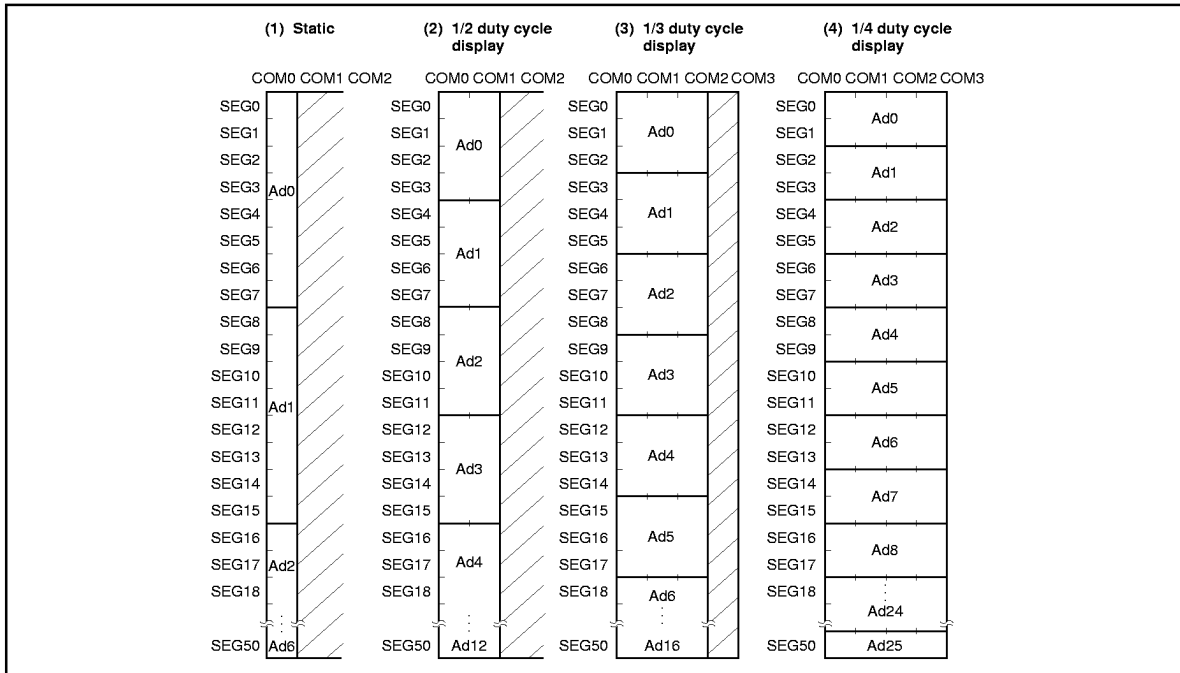 (1) Static (2) 1/2 duty cycle (3) 1/3 duty cycle (4) 1/4 duty cycle
display display display
COM0 COM1 COM2 COM0 COM1 COM2 COM0 COM1 COM2 COM3 COM0 COM1 COM2 COM3
SEG0 SEG0 SEG0 SEG0
Ad0
SEG1 SEG1 SEG1 SEG1
Ad0 Ad0
SEG2 SEG2 SEG2 SEG2
Ad1
SEG3 SEG3 SEG3 SEG3
Ad0
SEG4 SEG4 SEG4 SEG4
Ad1 Ad2
SEG5 SEG5 SEG5 SEG5
Ad1
SEG6 SEG6 SEG6 SEG6
Ad3
SEG7 SEG7 SEG7 SEG7
Ad2
SEG8 SEG8 SEG8 SEG8
Ad4
SEG9 SEG9 SEG9 SEG9
Ad2
SEG10 SEG10 Ad3 SEG10 SEG10
Ad5
SEG11 SEG11 SEG11 SEG11
Ad1
SEG12 SEG12 SEG12 SEG12
Ad6
SEG13 SEG13 Ad4 SEG13 SEG13
Ad3
SEG14 SEG14 SEG14 SEG14
Ad7
SEG15 SEG15 SEG15 SEG15
SEG16 SEG16 Ad5 SEG16 SEG16
Ad8
SEG17 Ad2 SEG17 Ad4 SEG17 SEG17
SEG18 SEG18 SEG18 Ad6 SEG18
Ad24
SEG50 Ad6 SEG50 Ad12 SEG50 Ad16 SEG50 Ad25